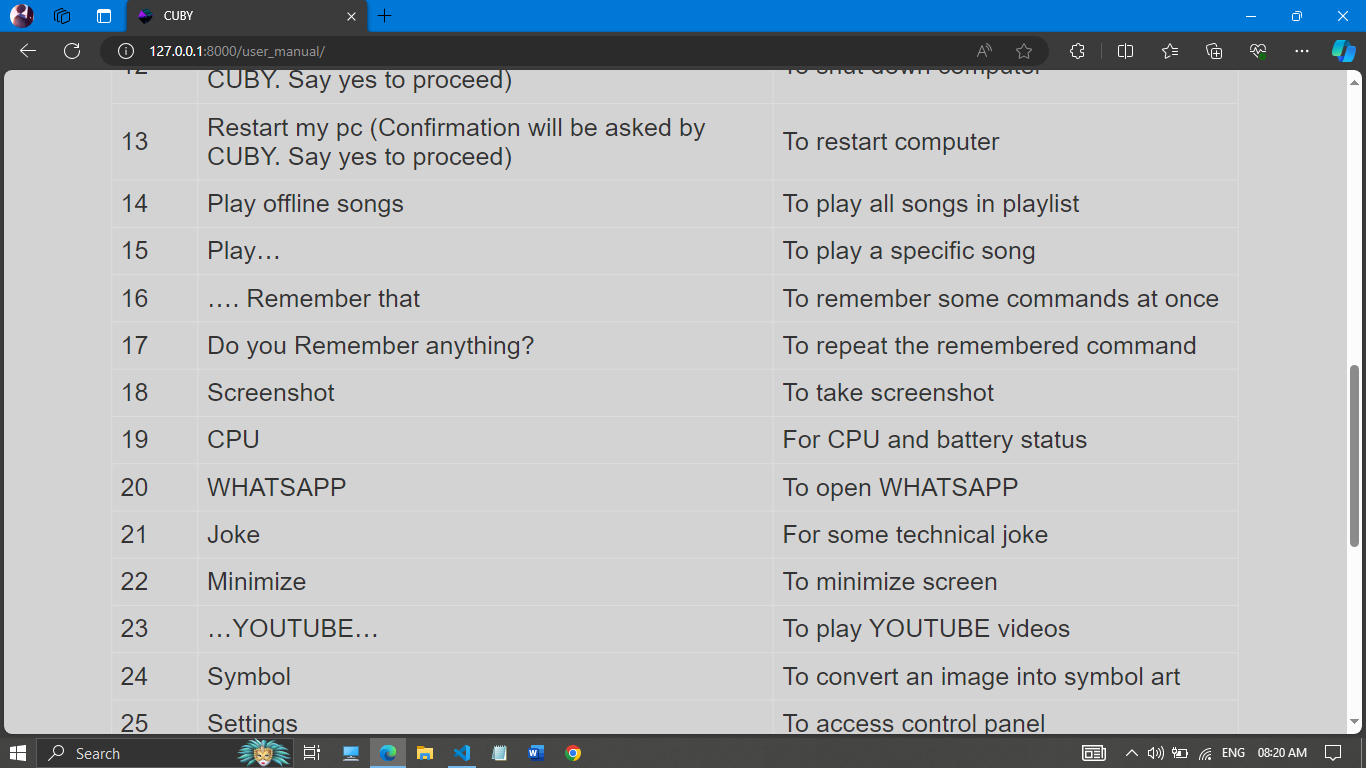 CUBY
127.0.0.1:8000/user_manual/
12 To shut down computer
CUBY. Say yes to proceed)
13 Restart my pc (Confirmation will be asked by To restart computer
CUBY. Say yes to proceed)
14 Play offline songs To play all songs in playlist
15 Play… To play a specific song
16 …. Remember that To remember some commands at once
17 Do you Remember anything? To repeat the remembered command
18 Screenshot To take screenshot
19 CPU For CPU and battery status
20 WHATSAPP To open WHATSAPP
21 Joke For some technical joke
22 Minimize To minimize screen
23 …YOUTUBE… To play YOUTUBE videos
24 Symbol To convert an image into symbol art
25 Settings To access control panel
Search ENG 08:20 AM